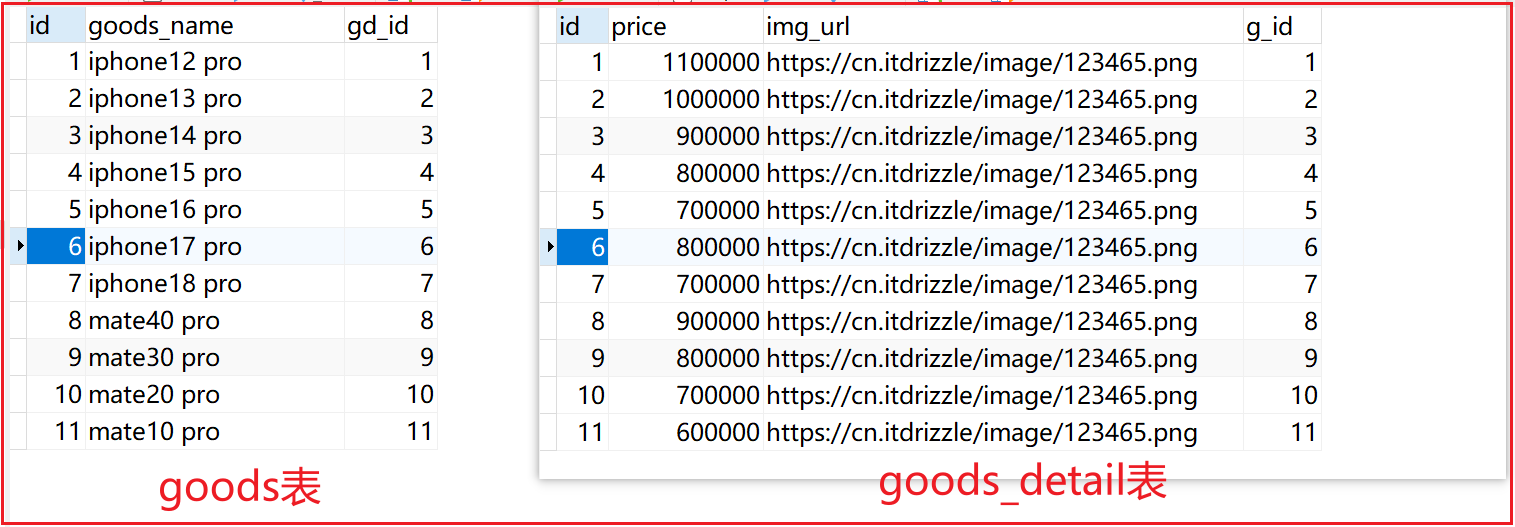 id goods_name gd_id
1 iphone12 pro 1
2 iphone13 pro 2
3 iphone14 pro 3
4 iphone15 pro 4
5 iphone16 pro 5
6 iphone17 pro 6
7 iphone18 pro 7
8 mate40 pro 8
9 mate30 pro 9
10 mate20 pro 10
11 mate10 pro 11
goods表
id price img_url g_id
1 1100000 https://cn.itdrizzle/image/123465.png 1
2 1000000 https://cn.itdrizzle/image/123465.png 2
3 900000 https://cn.itdrizzle/image/123465.png 3
4 800000 https://cn.itdrizzle/image/123465.png 4
5 700000 https://cn.itdrizzle/image/123465.png 5
6 800000 https://cn.itdrizzle/image/123465.png 6
7 700000 https://cn.itdrizzle/image/123465.png 7
8 900000 https://cn.itdrizzle/image/123465.png 8
9 800000 https://cn.itdrizzle/image/123465.png 9
10 700000 https://cn.itdrizzle/image/123465.png 10
11 600000 https://cn.itdrizzle/image/123465.png 11
goods_detail表